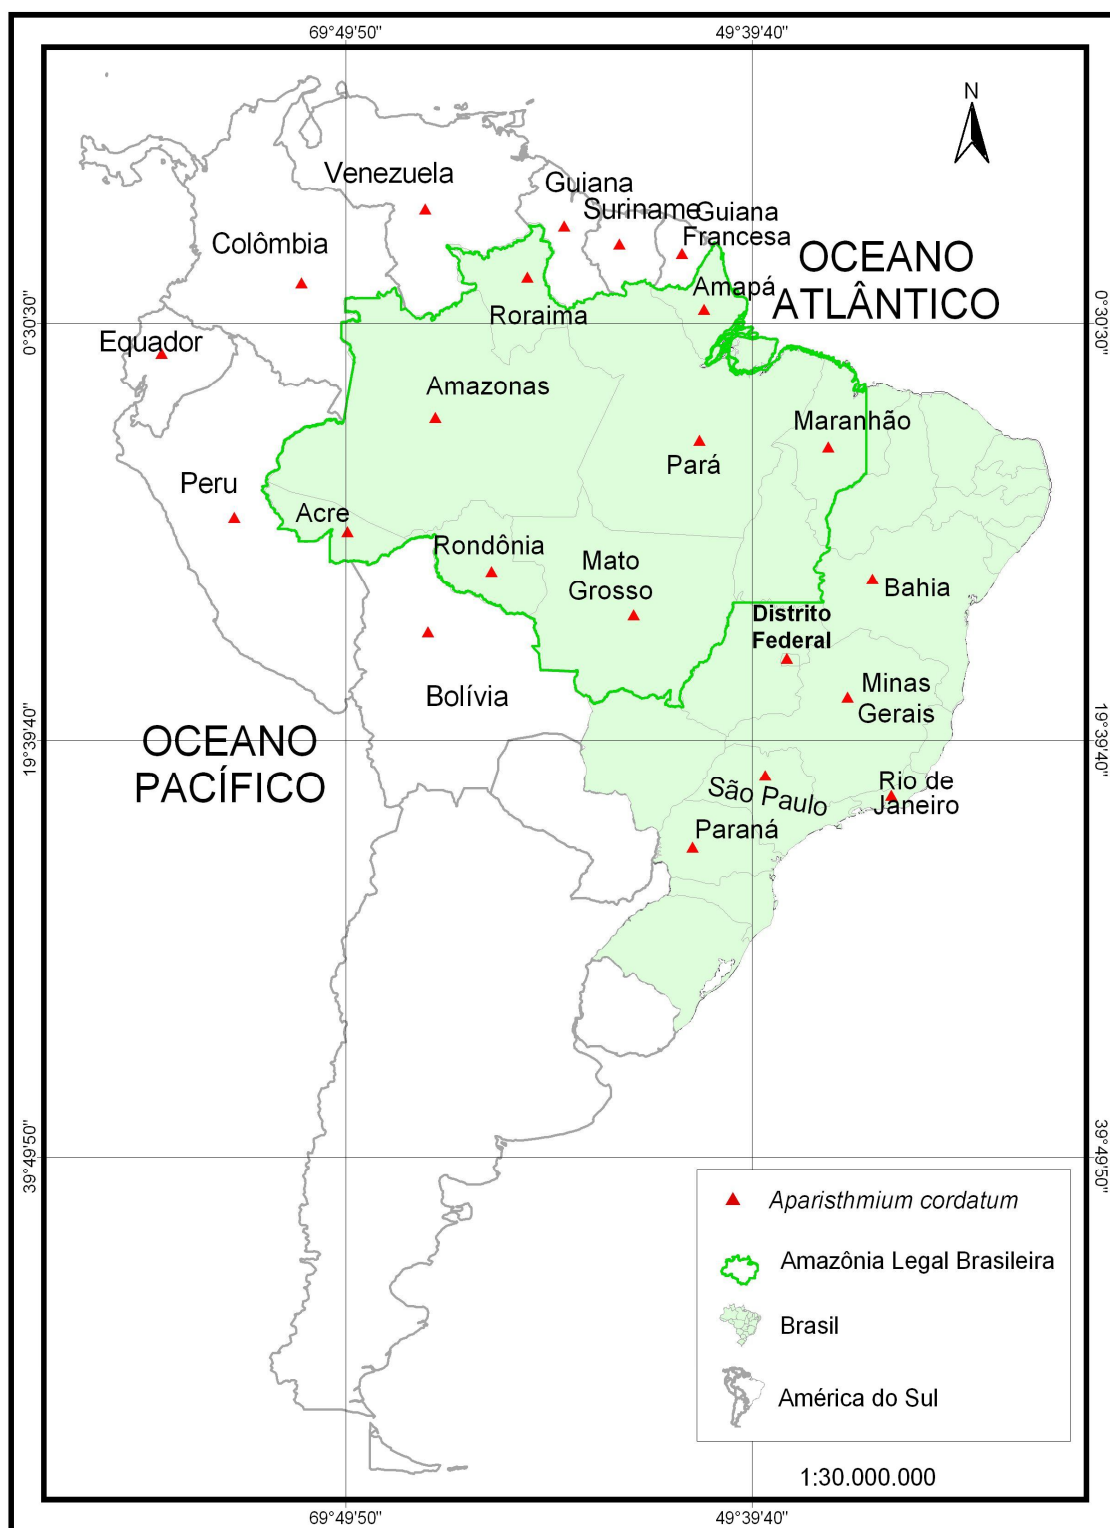 69°49'50"
49°39'40"
N
Venezuela
Guiana
Suriname
Guiana
Francesa
Colômbia
OCEANO
ATLÂNTICO
Roraima
Amapá
0°30'30"
0°30'30"
Equador
Amazonas
Maranhão
Pará
Peru
Acre
Rondônia
Mato
Grosso
Bahia
Distrito
Federal
Bolívia
Minas
Gerais
19°39'40"
19°39'40"
OCEANO
PACÍFICO
São Paulo
Rio de
Janeiro
Paraná
39°49'50"
39°49'50"
Aparisthmium cordatum
Amazônia Legal Brasileira
Brasil
América do Sul
1:30.000.000
69°49'50"
49°39'40"